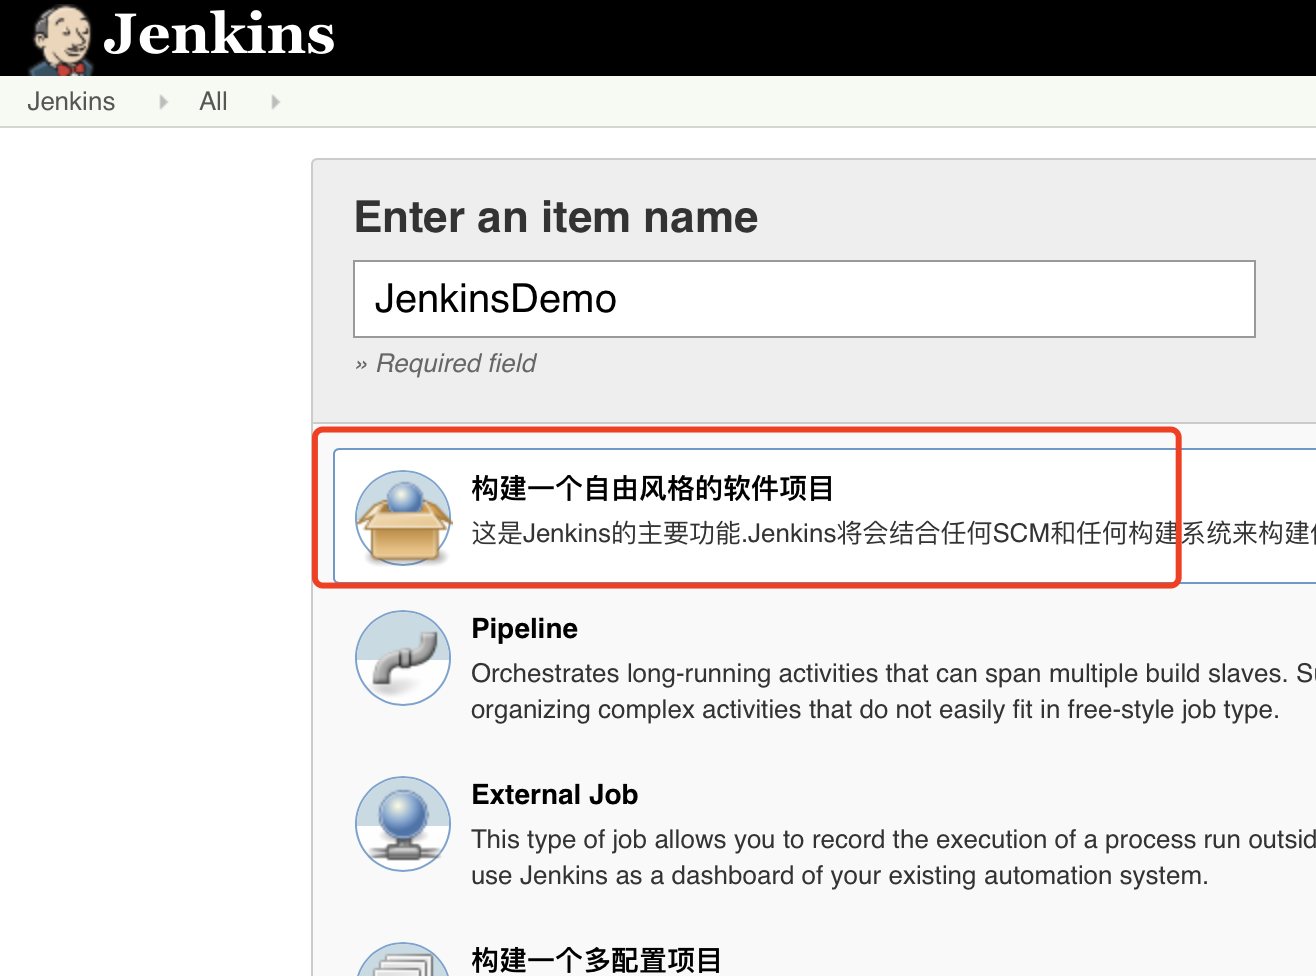 Jenkins
Jenkins All
Enter an item name
JenkinsDemo
» Required field
构建一个自由风格的软件项目
这是Jenkins的主要功能.Jenkins将会结合任何SCM和任何构建系统来构建
Pipeline
Orchestrates long-running activities that can span multiple build slaves.
organizing complex activities that do not easily fit in free-style job type.
External Job
This type of job allows you to record the execution of a process run
use Jenkins as a dashboard of your existing automation system.
构建一个多配置项目